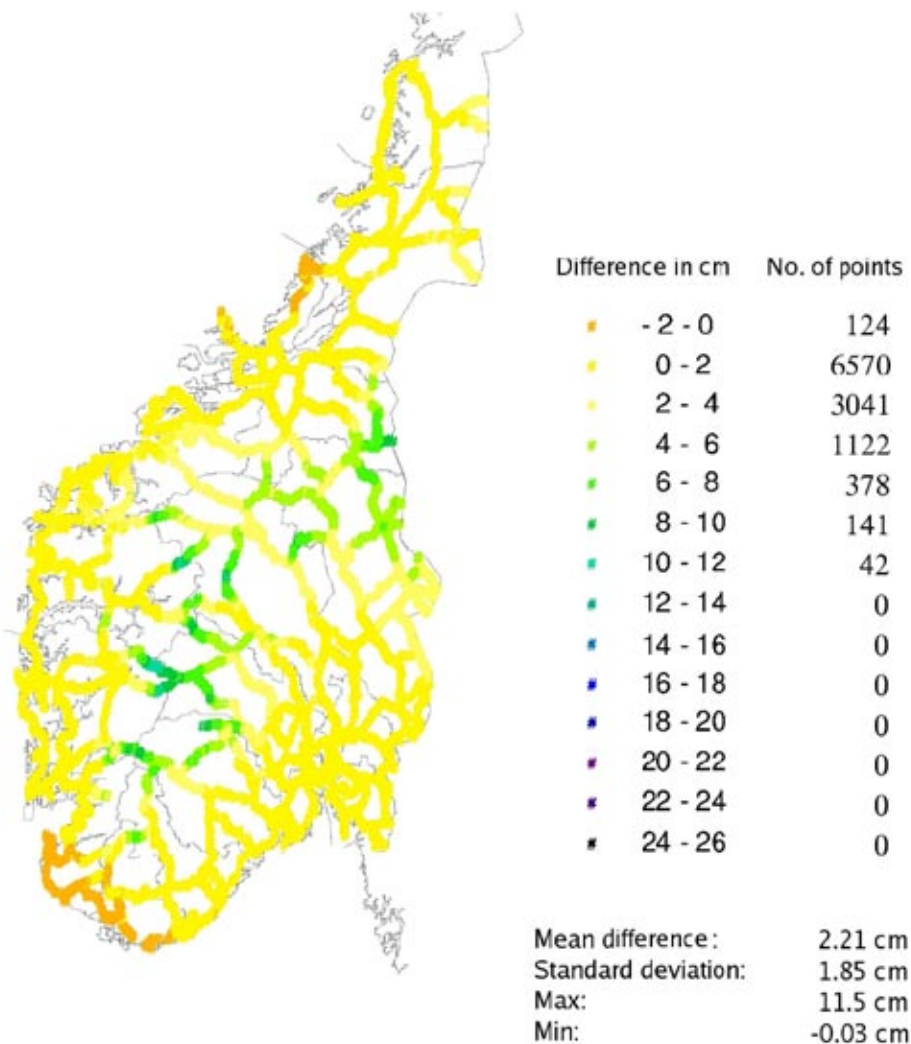 Difference in cm No. of points
-2 - 0 124
0 - 2 6570
2 - 4 3041
4 - 6 1122
6 - 8 378
8 - 10 141
10 - 12 42
12 - 14 0
14 - 16 0
16 - 18 0
18 - 20 0
20 - 22 0
22 - 24 0
24 - 26 0
Mean difference: 2.21 cm
Standard deviation: 1.85 cm
Max: 11.5 cm
Min: -0.03 cm